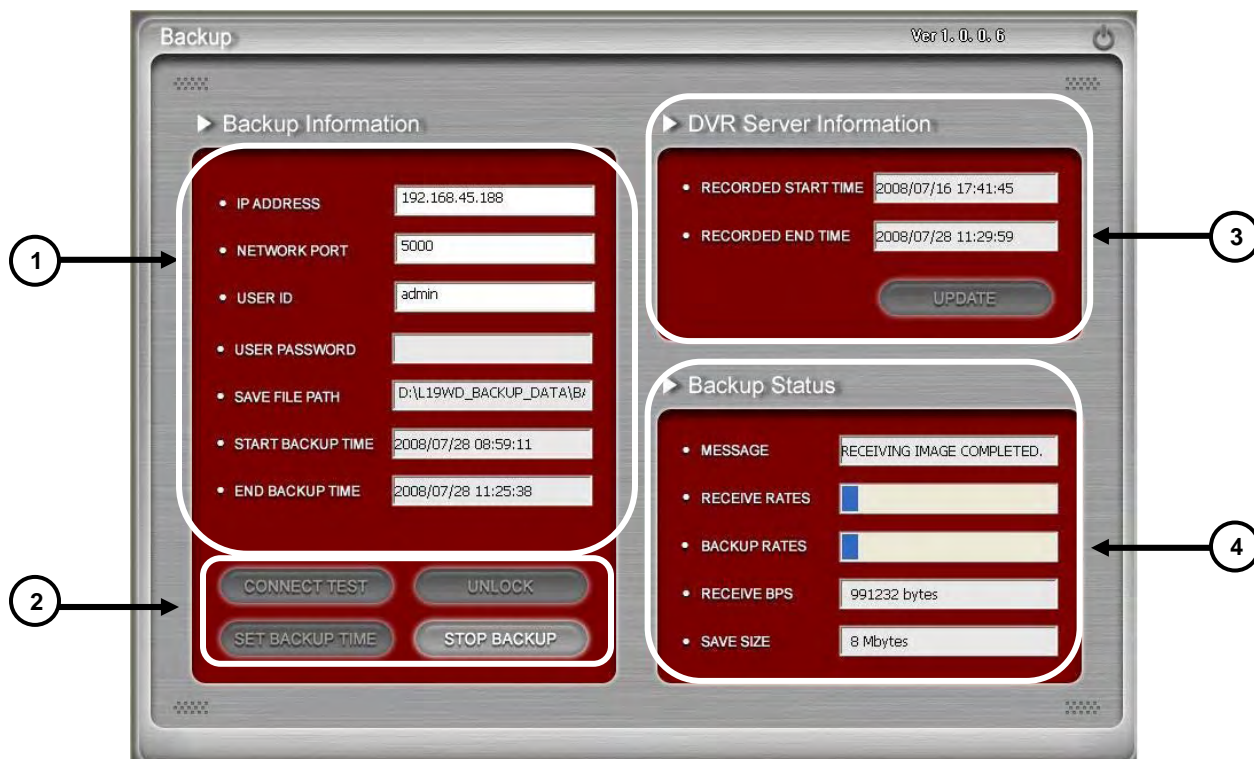 Backup
Ver 1. 0. 0. 6
Backup Information
IP ADDRESS 192.168.45.188
NETWORK PORT 5000
USER ID admin
USER PASSWORD
SAVE FILE PATH D:\L19WD_BACKUP_DATA\BA
START BACKUP TIME 2008/07/28 08:59:11
END BACKUP TIME 2008/07/28 11:25:38
1
CONNECT TEST UNLOCK
SET BACKUP TIME STOP BACKUP
2
DVR Server Information
RECORDED START TIME 2008/07/16 17:41:45
RECORDED END TIME 2008/07/28 11:29:59
UPDATE
3
Backup Status
MESSAGE RECEIVING IMAGE COMPLETED.
RECEIVE RATES
BACKUP RATES
RECEIVE BPS 991232 bytes
SAVE SIZE 8 Mbytes
4